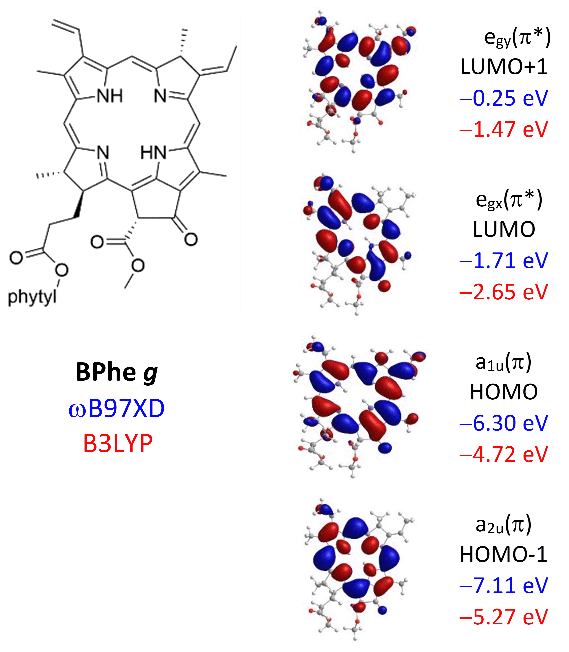 NH
N
N
HN
O
O
phytyl
O
O
O
BPhe g
ωB97XD
B3LYP
egy(π*)
LUMO+1
−0.25 eV
−1.47 eV
egx(π*)
LUMO
−1.71 eV
−2.65 eV
a1u(π)
HOMO
−6.30 eV
−4.72 eV
a2u(π)
HOMO-1
−7.11 eV
−5.27 eV